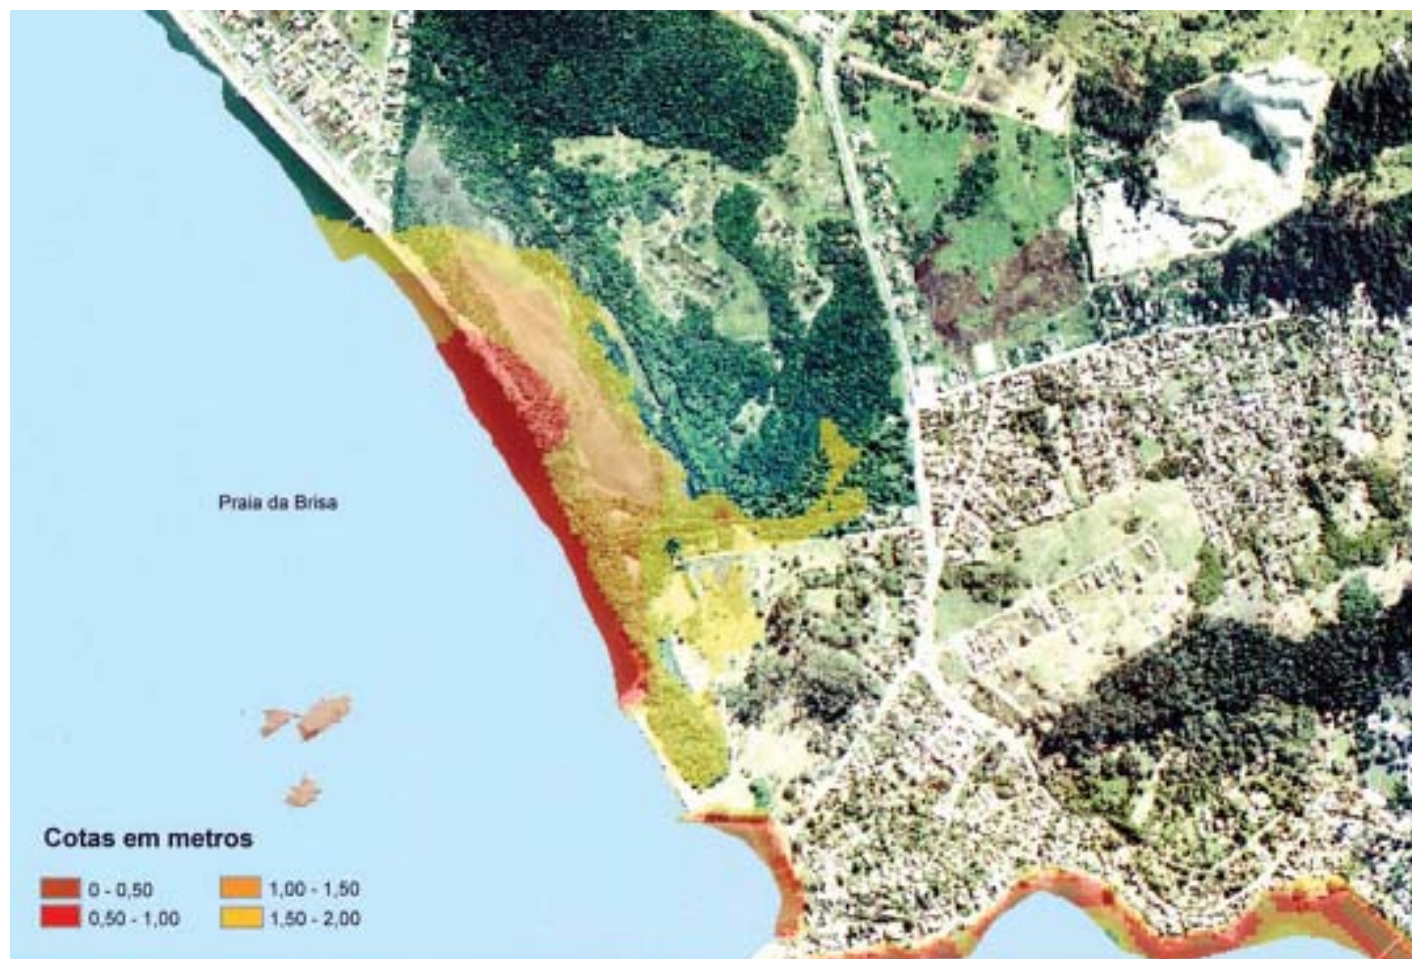 Praia da Brisa
Cotas em metros
0 - 0,50
1,00 - 1,50
0,50 - 1,00
1,50 - 2,00